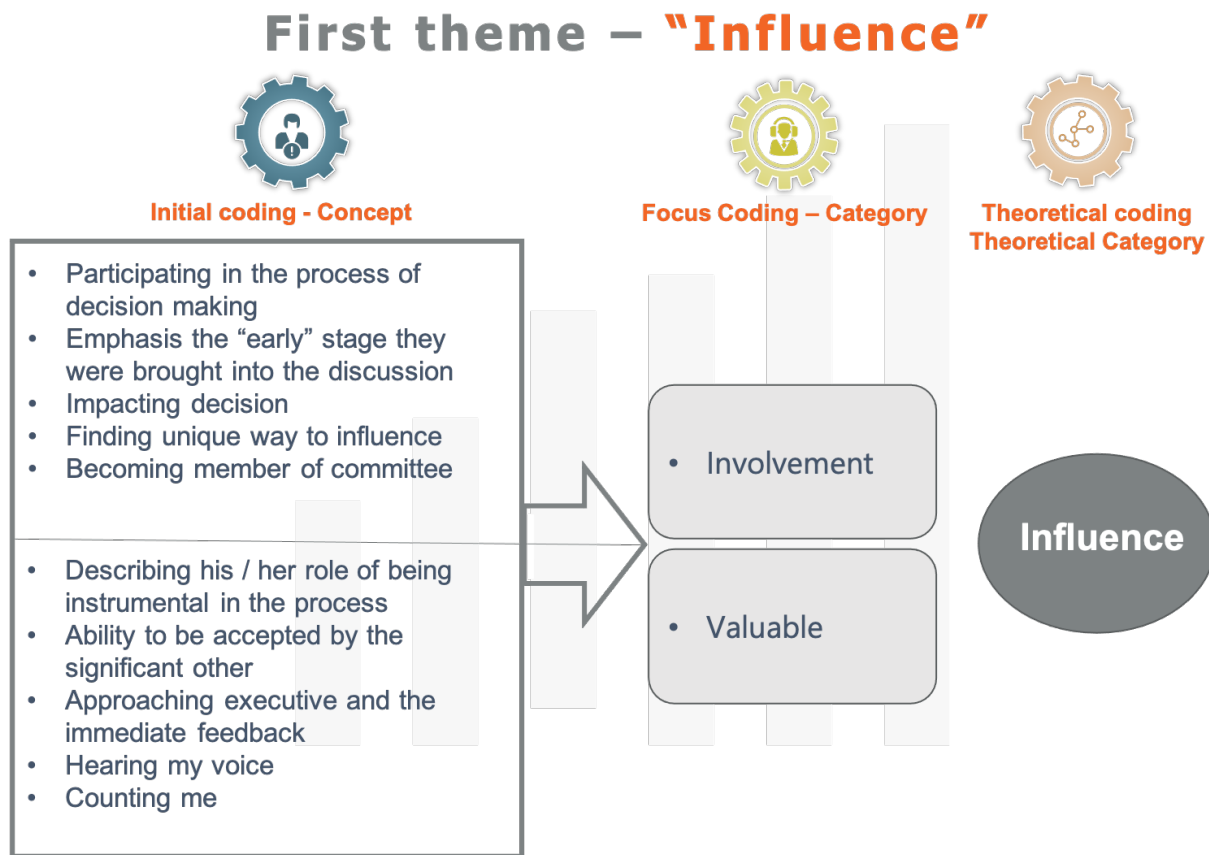 First theme – “Influence”
Initial coding - Concept
Focus Coding – Category
Theoretical coding
Theoretical Category
• Participating in the process of
decision making
• Emphasis the “early” stage they
were brought into the discussion
• Impacting decision
• Finding unique way to influence
• Becoming member of committee
• Describing his / her role of being
instrumental in the process
• Ability to be accepted by the
significant other
• Approaching executive and the
immediate feedback
• Hearing my voice
• Counting me
• Involvement
• Valuable
Influence